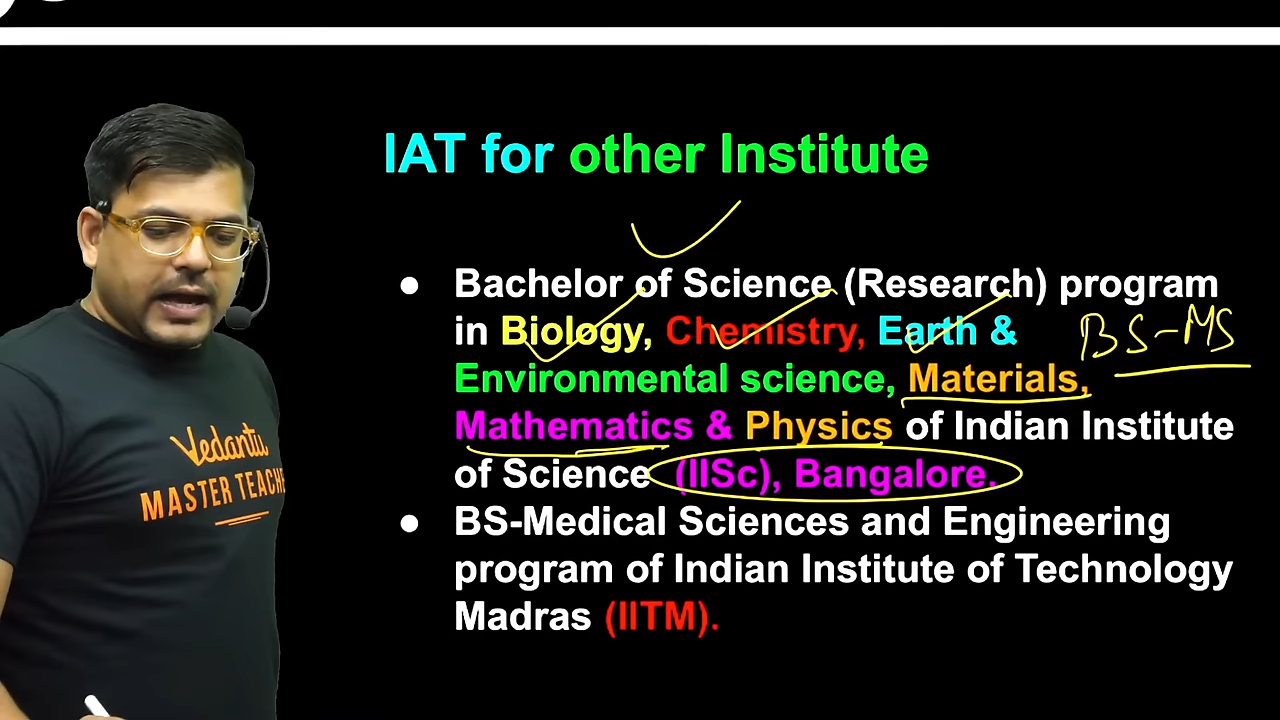 IAT for other Institute
● Bachelor of Science (Research) program
in Biology, Chemistry, Earth &
BS-MS
Environmental science, Materials,
Mathematics & Physics of Indian Institute
of Science (IISc), Bangalore.
● BS-Medical Sciences and Engineering
program of Indian Institute of Technology
Madras (IITM).
Vedantu
MASTER TEACHE